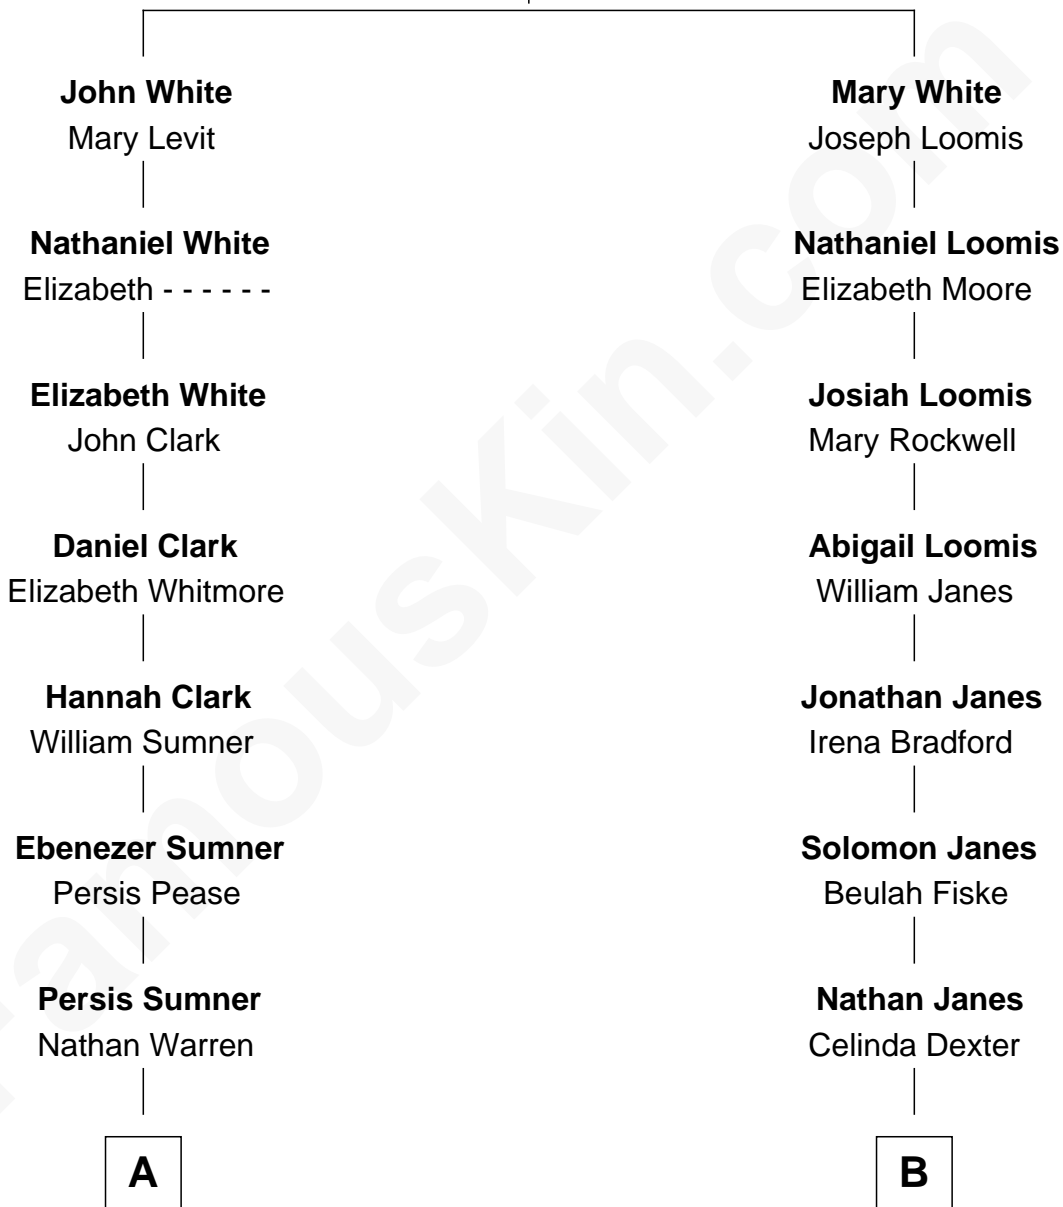 John White
Mary Levit
Nathaniel White
Elizabeth - - - - - -
Elizabeth White
John Clark
Daniel Clark
Elizabeth Whitmore
Hannah Clark
William Sumner
Ebenezer Sumner
Persis Pease
Persis Sumner
Nathan Warren
A
Mary White
Joseph Loomis
Nathaniel Loomis
Elizabeth Moore
Josiah Loomis
Mary Rockwell
Abigail Loomis
William Janes
Jonathan Janes
Irena Bradford
Solomon Janes
Beulah Fiske
Nathan Janes
Celinda Dexter
B
FamousKin.com